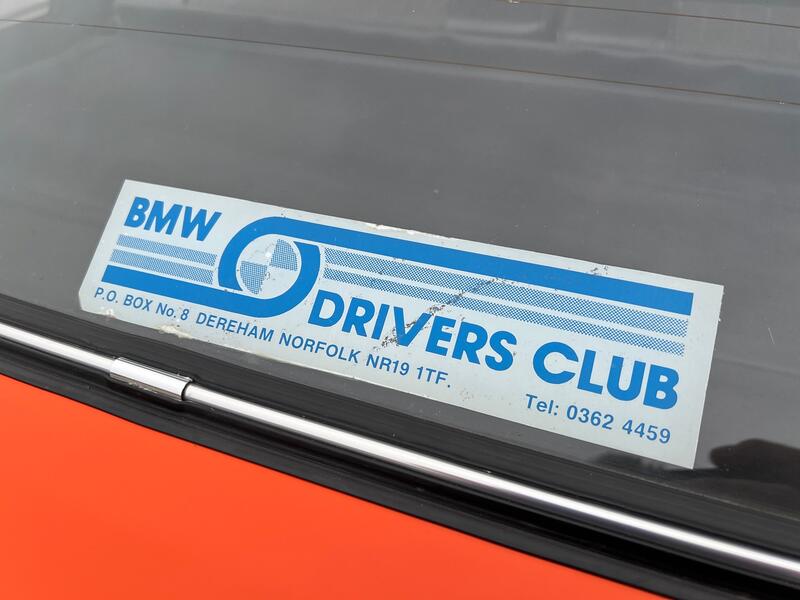 BMW
DRIVERS CLUB
P.O. BOX No. 8 DEREHAM NORFOLK NR19 1TF.
Tel: 0362 4459